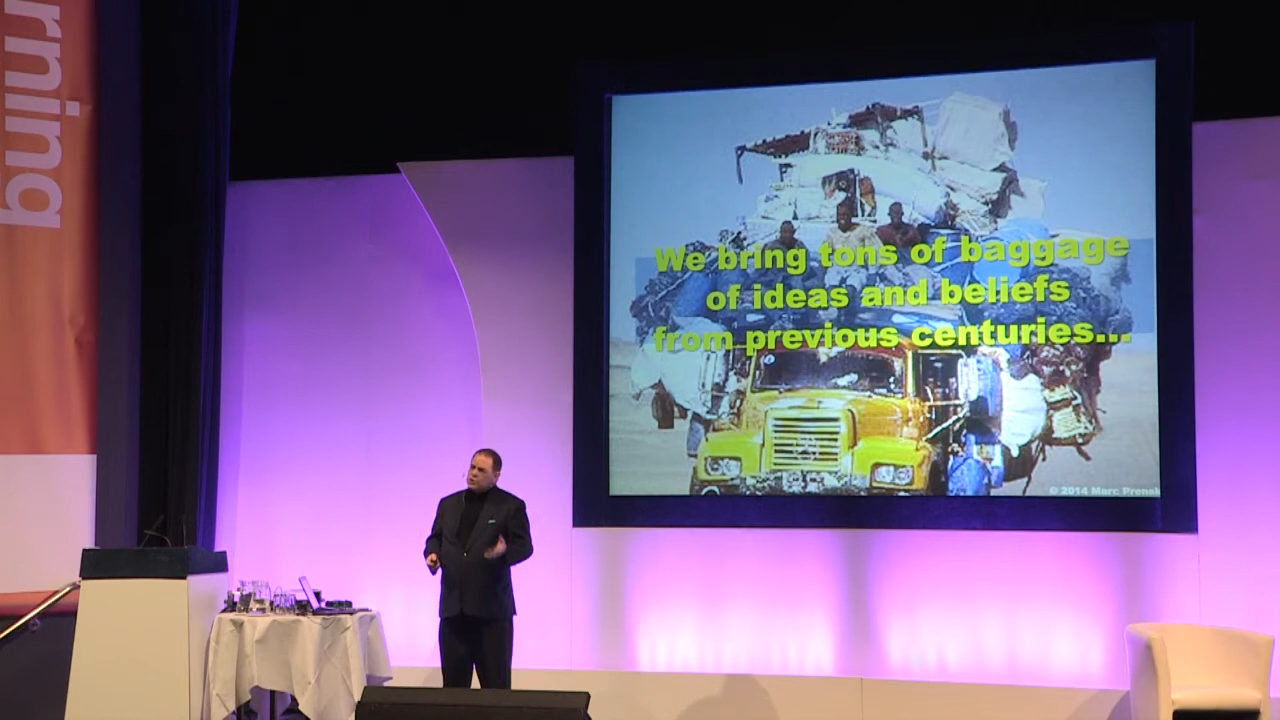 rning
We bring tons of baggage
of ideas and beliefs
from previous centuries...
© 2014 Marc Prensk